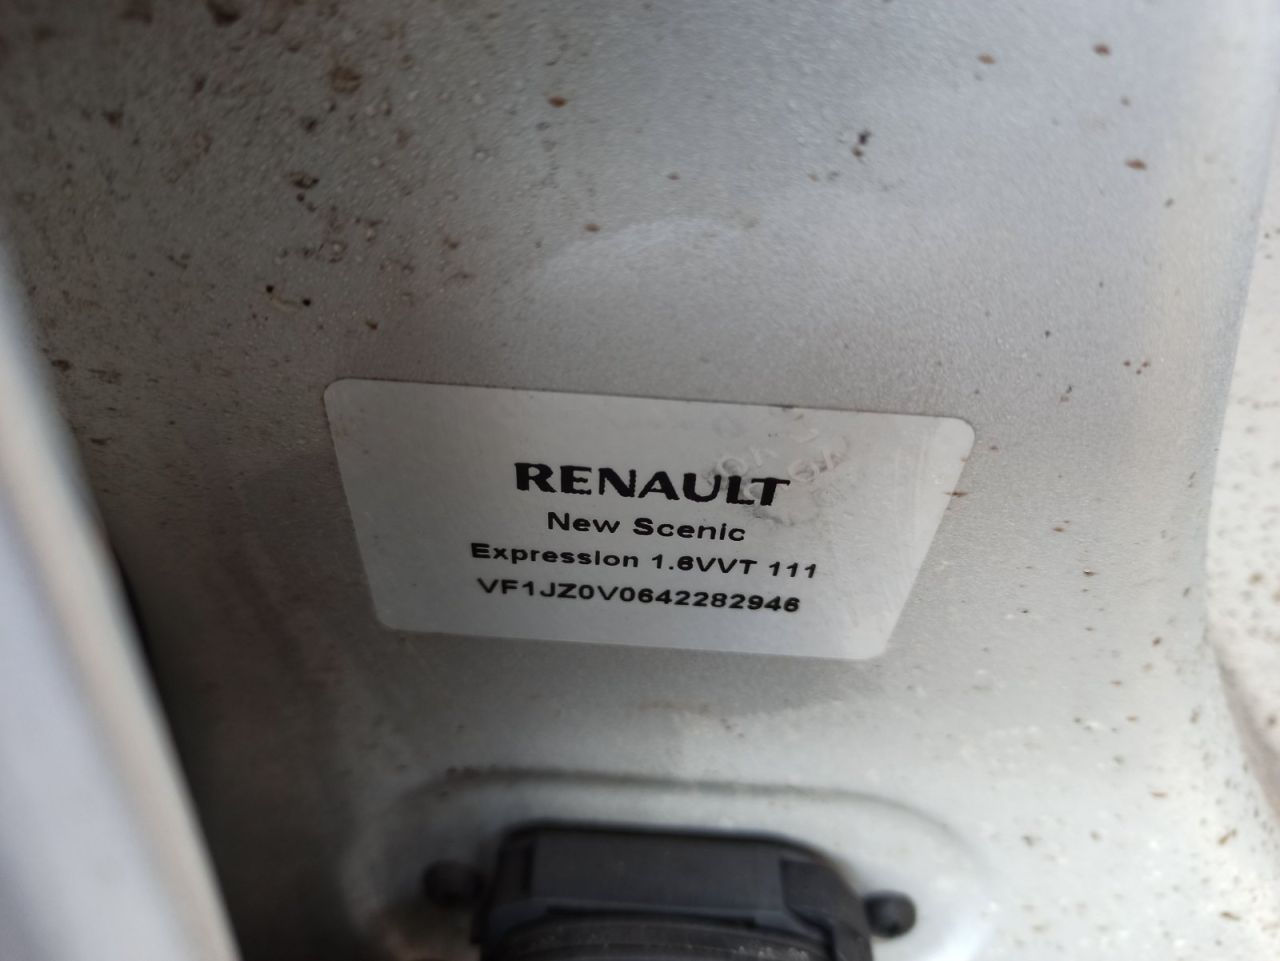 RENAULT
New Scenic
Expression 1.6VVT 111
VF1JZ0V0642282946